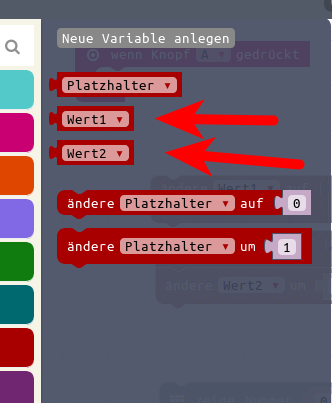 Neue Variable anlegen
wenn Knopf A gedrückt
Platzhalter
Wert1
Wert2
ändere Wert1
ändere Platzhalter auf 0
ändere Platzhalter um 1
ändere Wert2 um